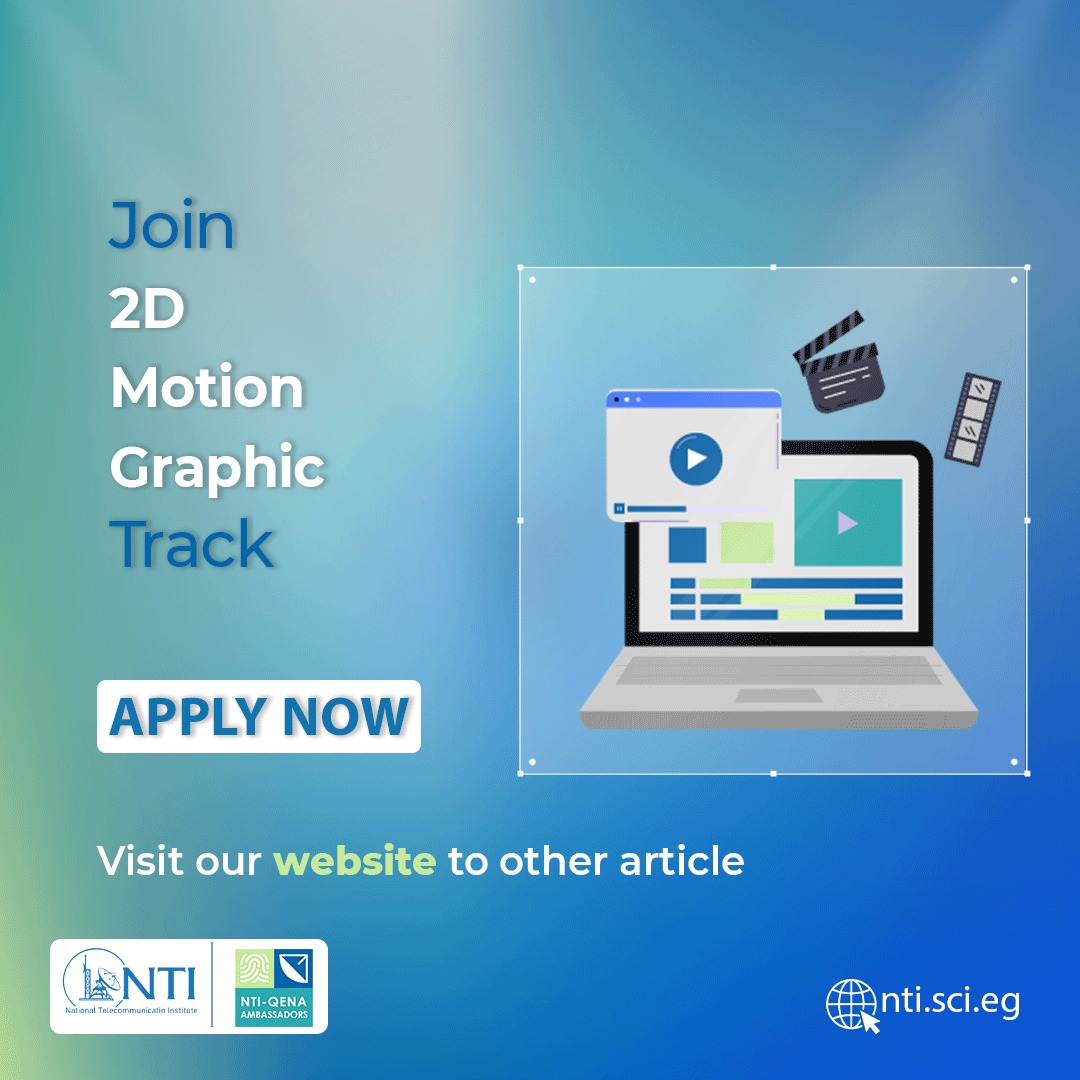 Join
2D
Motion
Graphic
Track
APPLY NOW
Visit our website to other article
NTI
National Telecommunicatin Institute
NTI-QENA
AMBASSADORS
nti.sci.eg